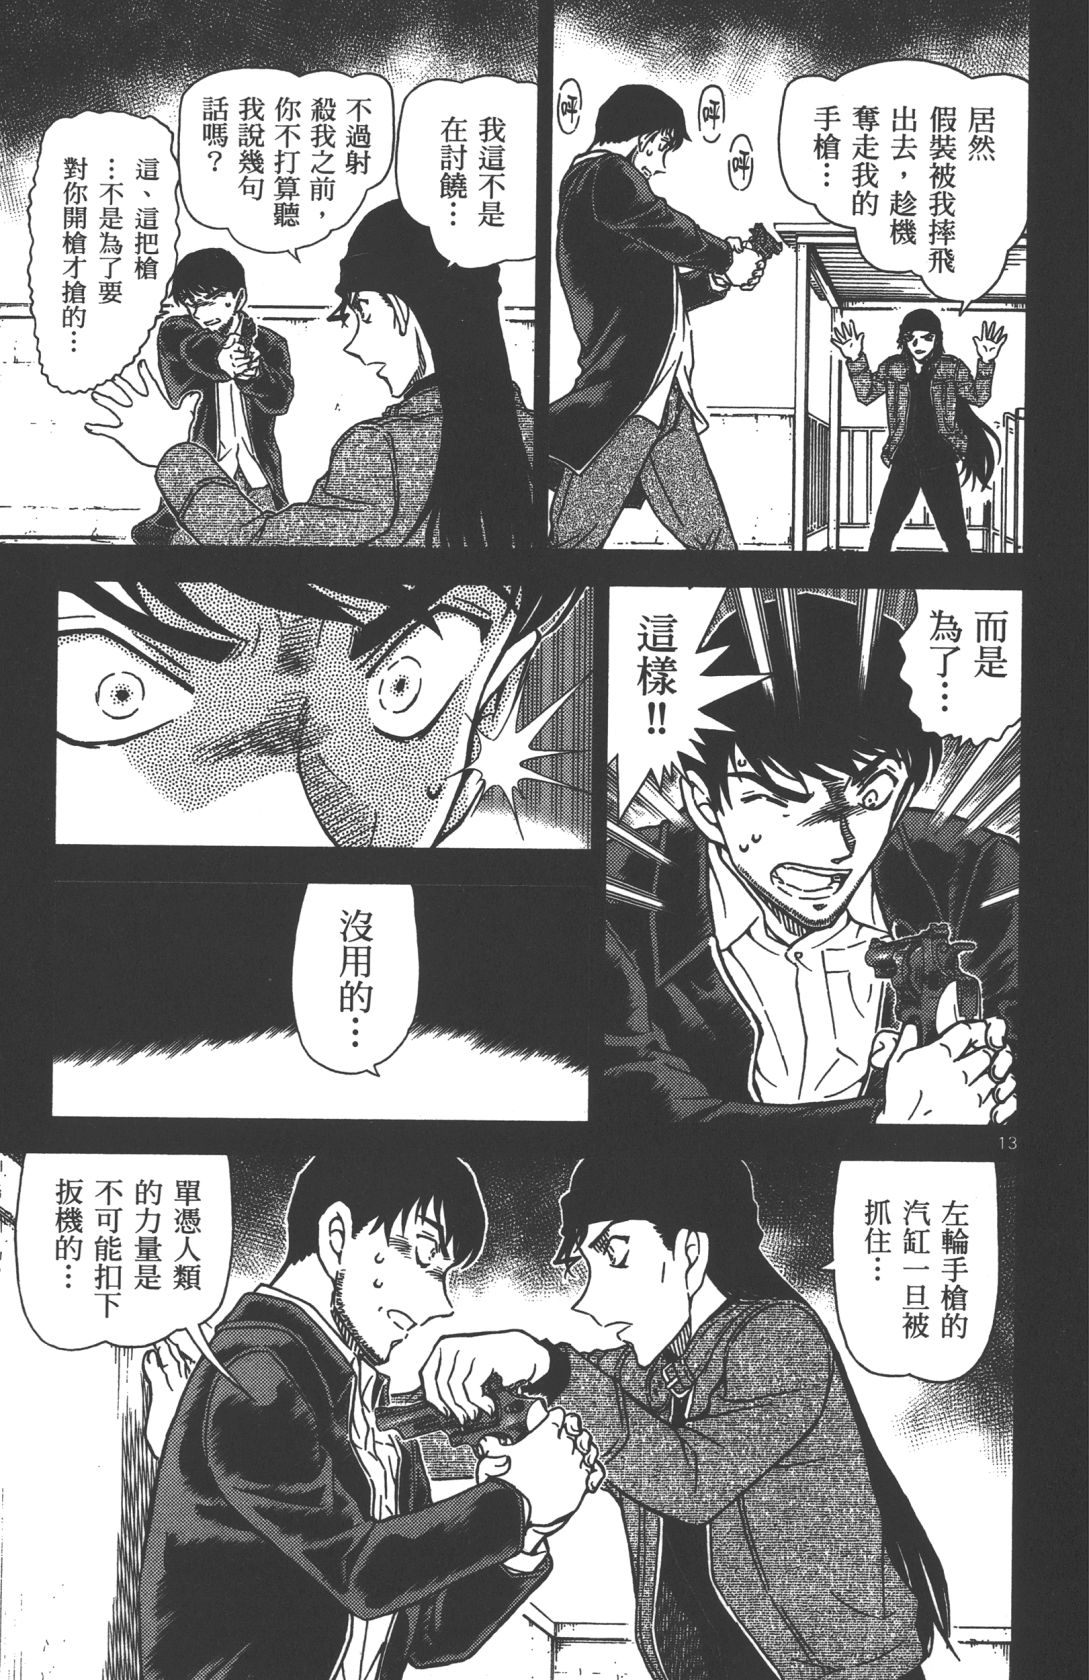 居然
假裝被我摔飛
出去，趁機
奪走我的
手槍…
呼
呼
呼
我這不是
在討饒…
不過射
殺我之前，
你不打算聽
我說幾句
話嗎？
這、這把槍
…不是為了要
對你開槍才搶的…
而是
為了…
這樣!!
沒用的…
13
左輪手槍的
汽缸一旦被
抓住…
單憑人類
的力量是
不可能扣下
扳機的…